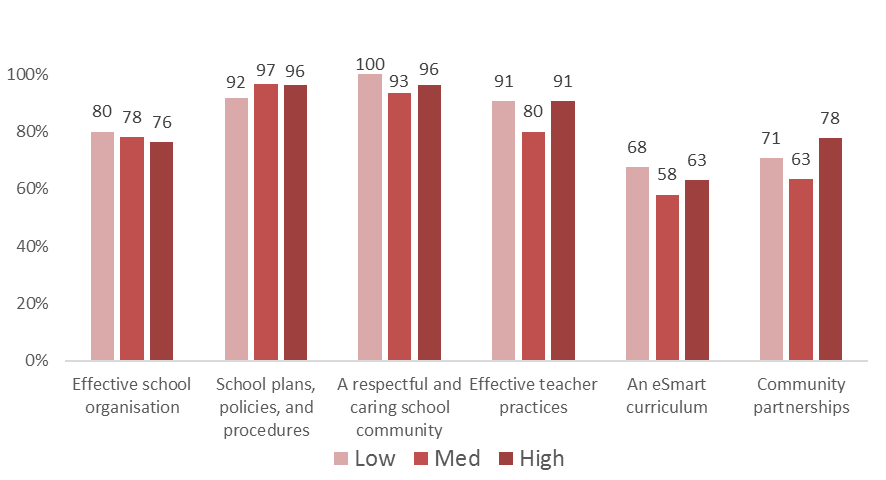 100%
80%
60%
40%
20%
0%
80 78 76
92 97 96
100 93 96
91 80 91
68 58 63
71 63 78
Effective school
organisation
School plans,
policies, and
procedures
A respectful and
caring school
community
Effective teacher
practices
An eSmart
curriculum
Community
partnerships
Low Med High